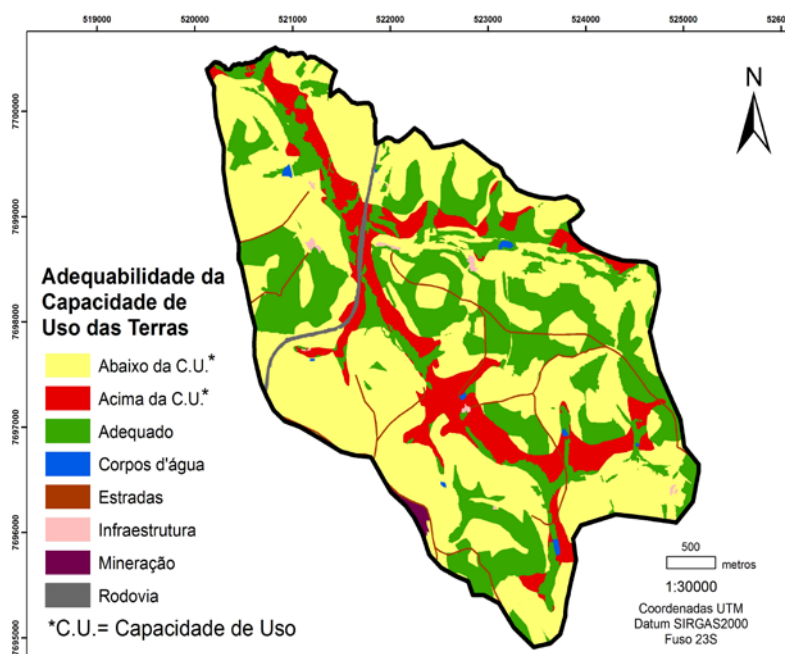 519000 520000 521000 522000 523000 524000 525000 526
7700000
7699000
7698000
7697000
7696000
7695000
N
Adequabilidade da
Capacidade de
Uso das Terras
Abaixo da C.U.*
Acima da C.U.*
Adequado
Corpos d'água
Estradas
Infraestrutura
Mineração
Rodovia
*C.U.= Capacidade de Uso
500
metros
1:30000
Coordenadas UTM
Datum SIRGAS2000
Fuso 23S